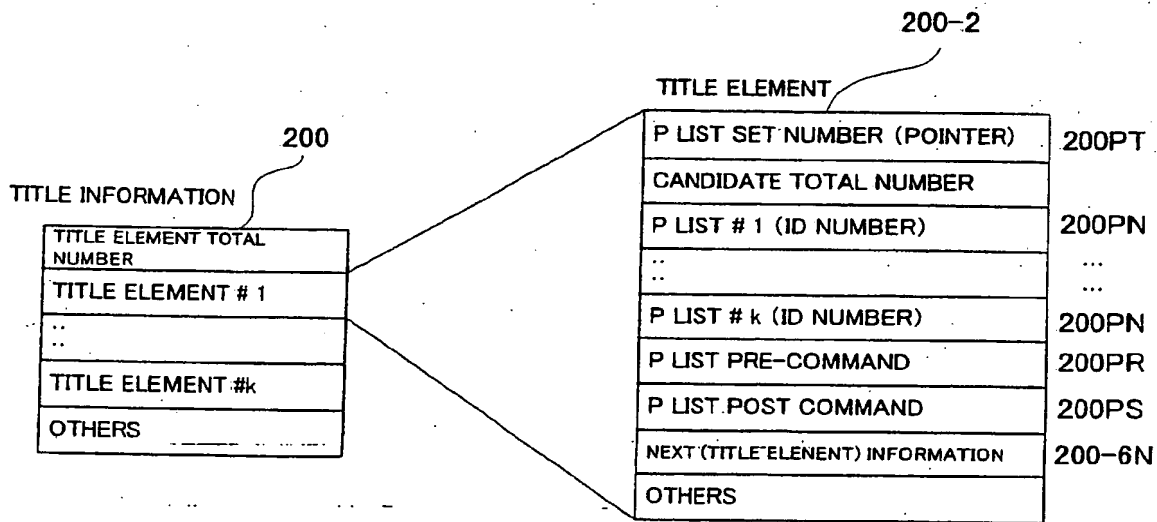 200
TITLE INFORMATION
TITLE ELEMENT TOTAL
NUMBER
TITLE ELEMENT # 1
::
TITLE ELEMENT #k
OTHERS
200-2
TITLE ELEMENT
P LIST SET NUMBER (POINTER) 200PT
CANDIDATE TOTAL NUMBER
P LIST # 1 (ID NUMBER) 200PN
:: ...
...
P LIST # k (ID NUMBER) 200PN
P LIST PRE-COMMAND 200PR
P LIST POST COMMAND 200PS
NEXT (TITLE ELENENT) INFORMATION 200-6N
OTHERS